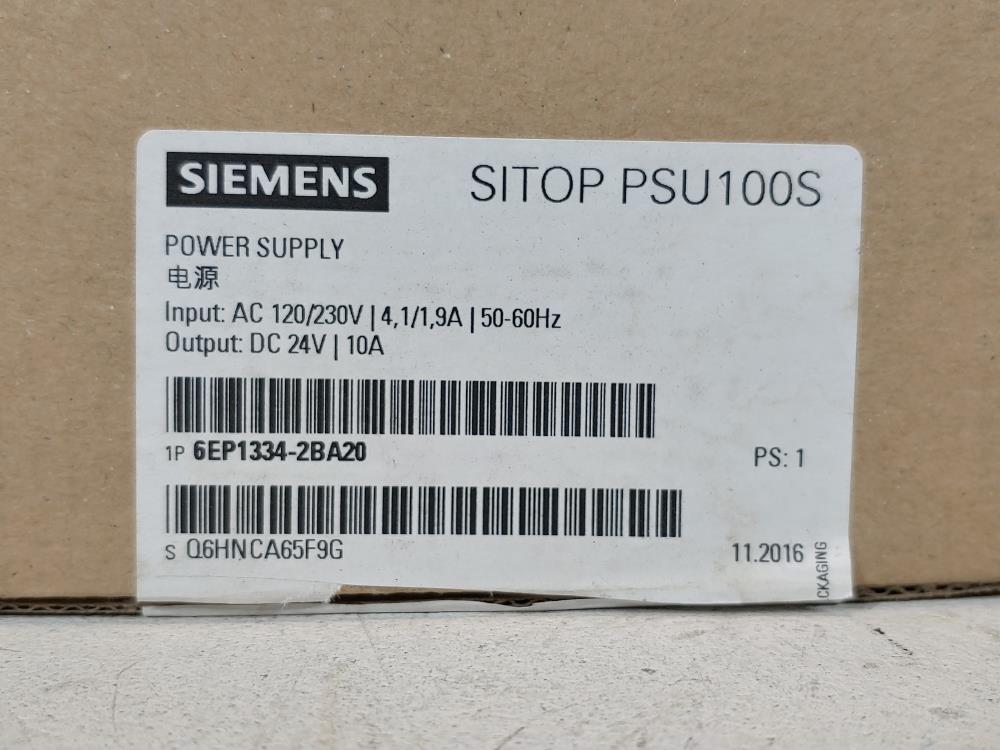 SIEMENS
SITOP PSU100S
POWER SUPPLY
电源
Input: AC 120/230V | 4,1/1,9A | 50-60Hz
Output: DC 24V | 10A
1P 6EP1334-2BA20
PS: 1
S Q6HNCA65F9G
11.2016